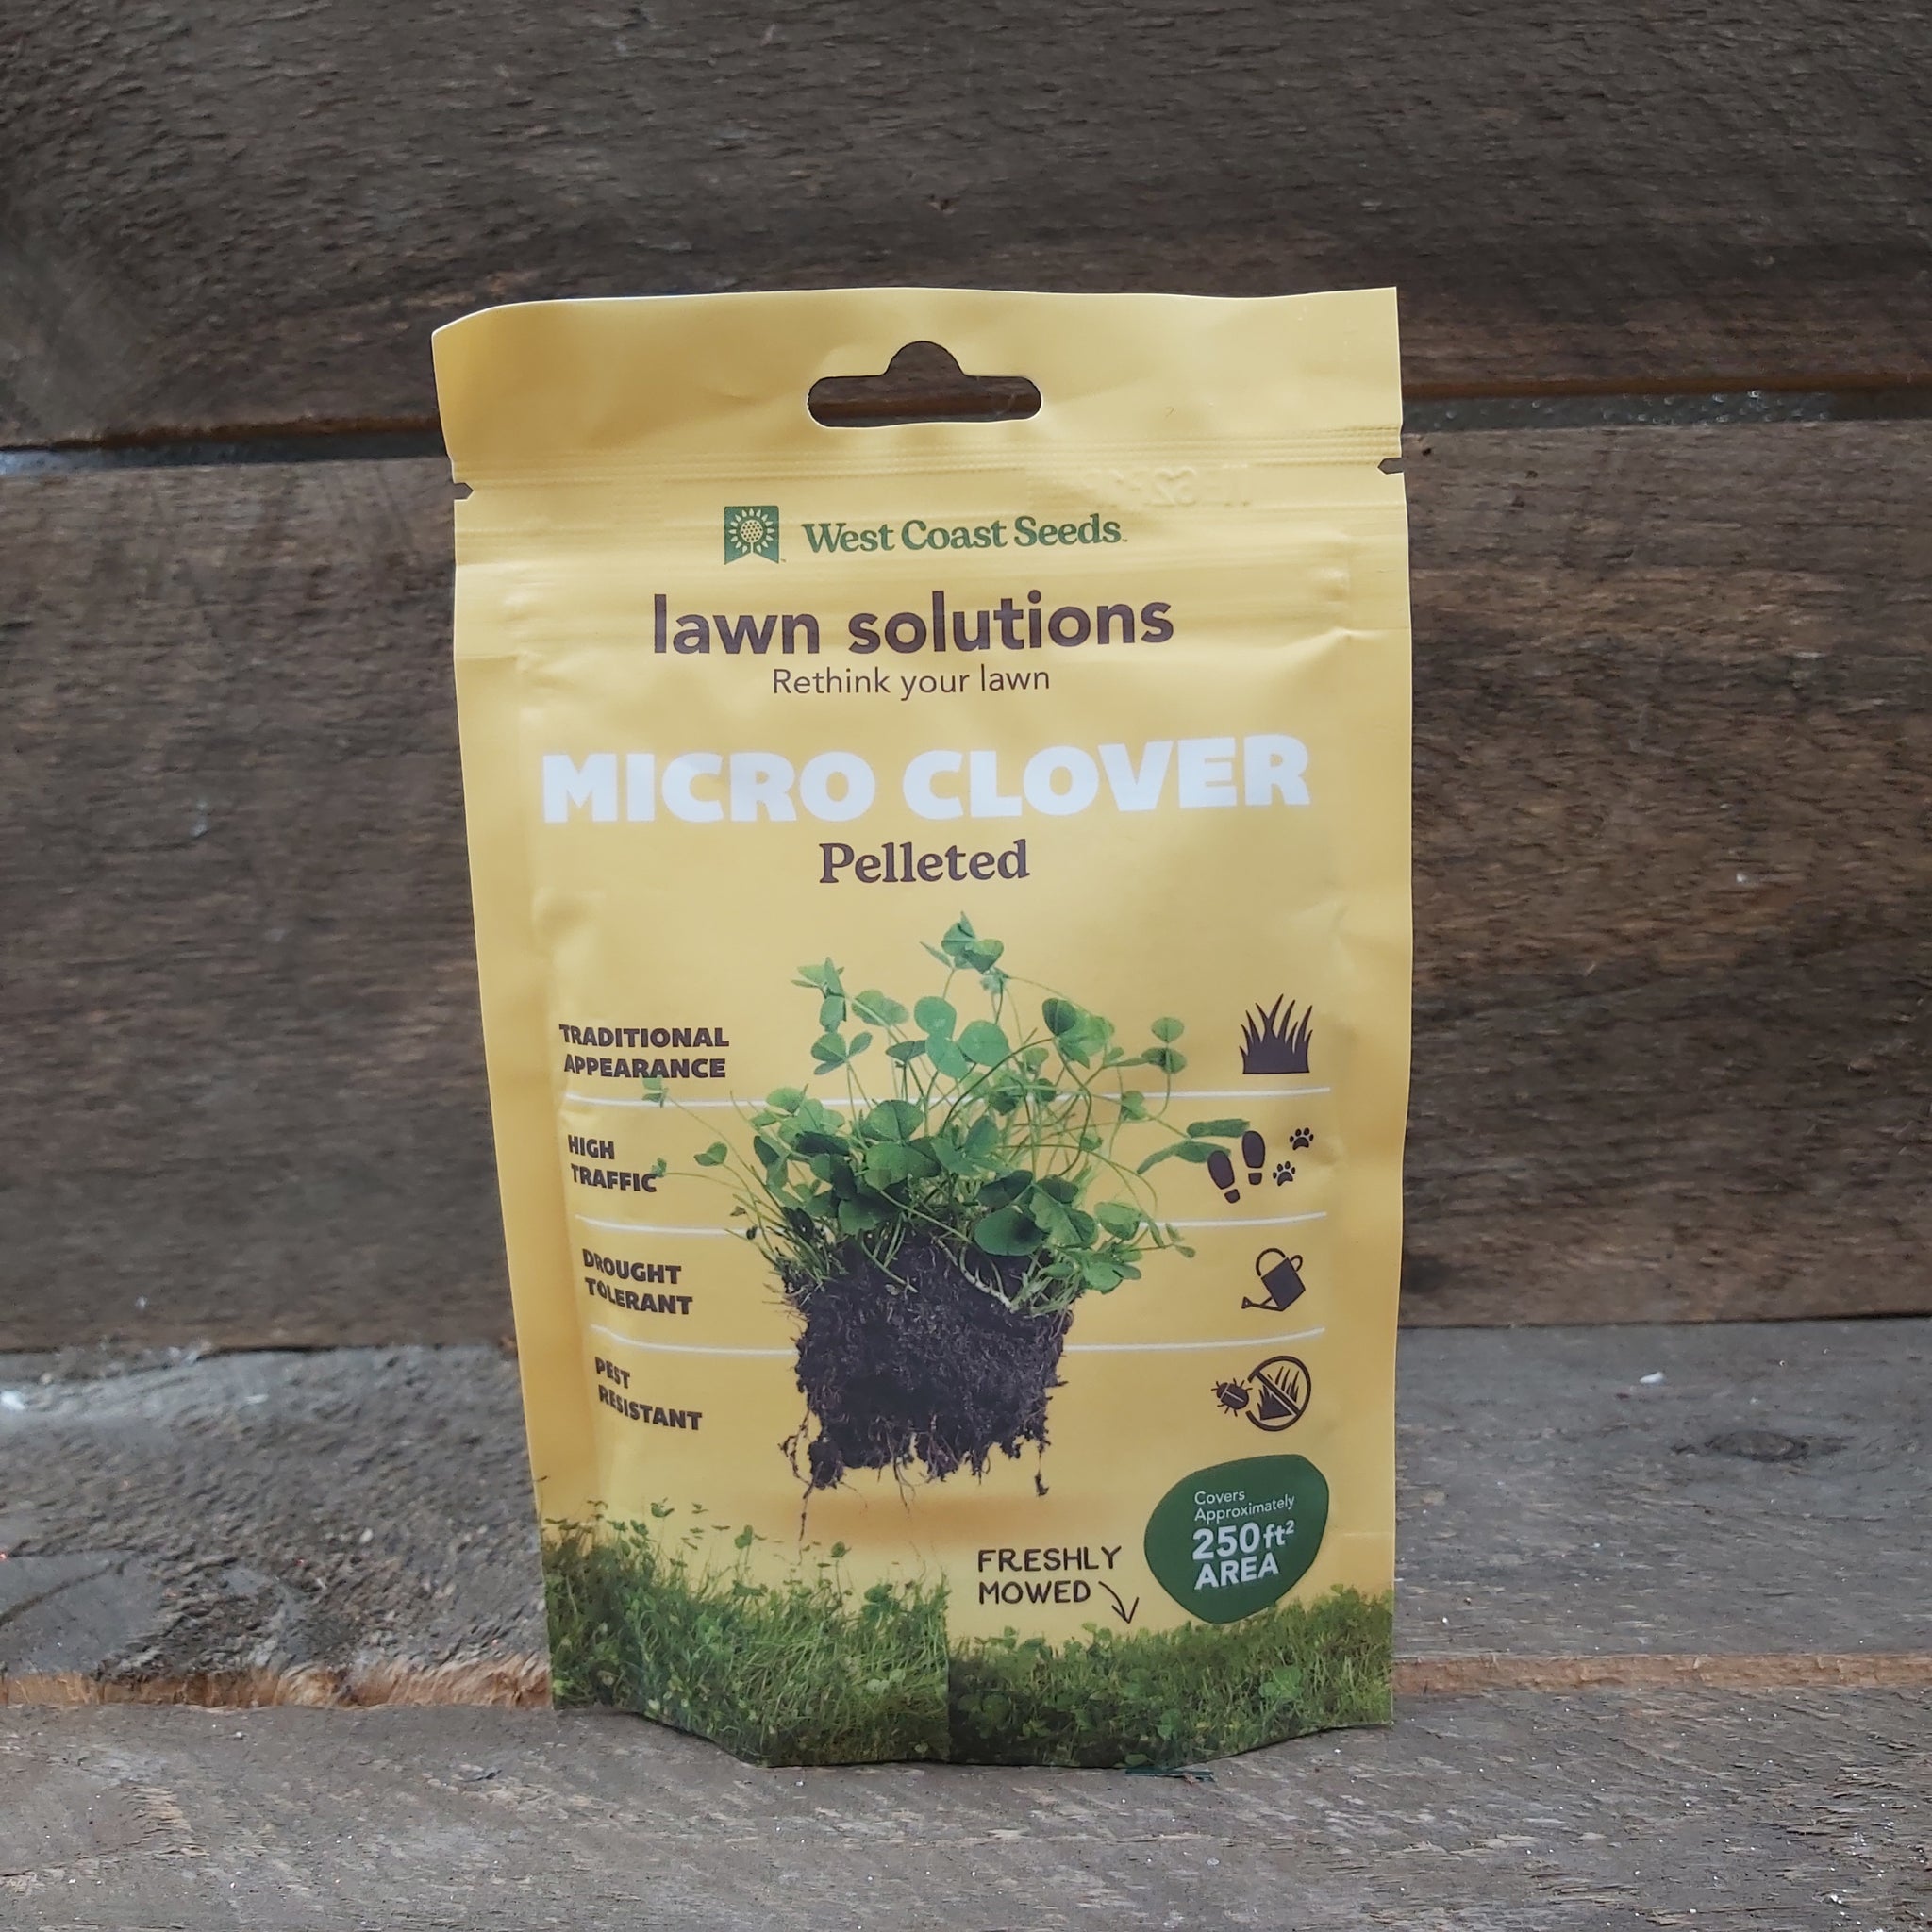 West Coast Seeds
lawn solutions
Rethink your lawn
MICRO CLOVER
Pelleted
TRADITIONAL
APPEARANCE
HIGH
TRAFFIC
DROUGHT
TOLERANT
PEST
RESISTANT
Covers
Approximately
250ft²
AREA
FRESHLY
MOWED